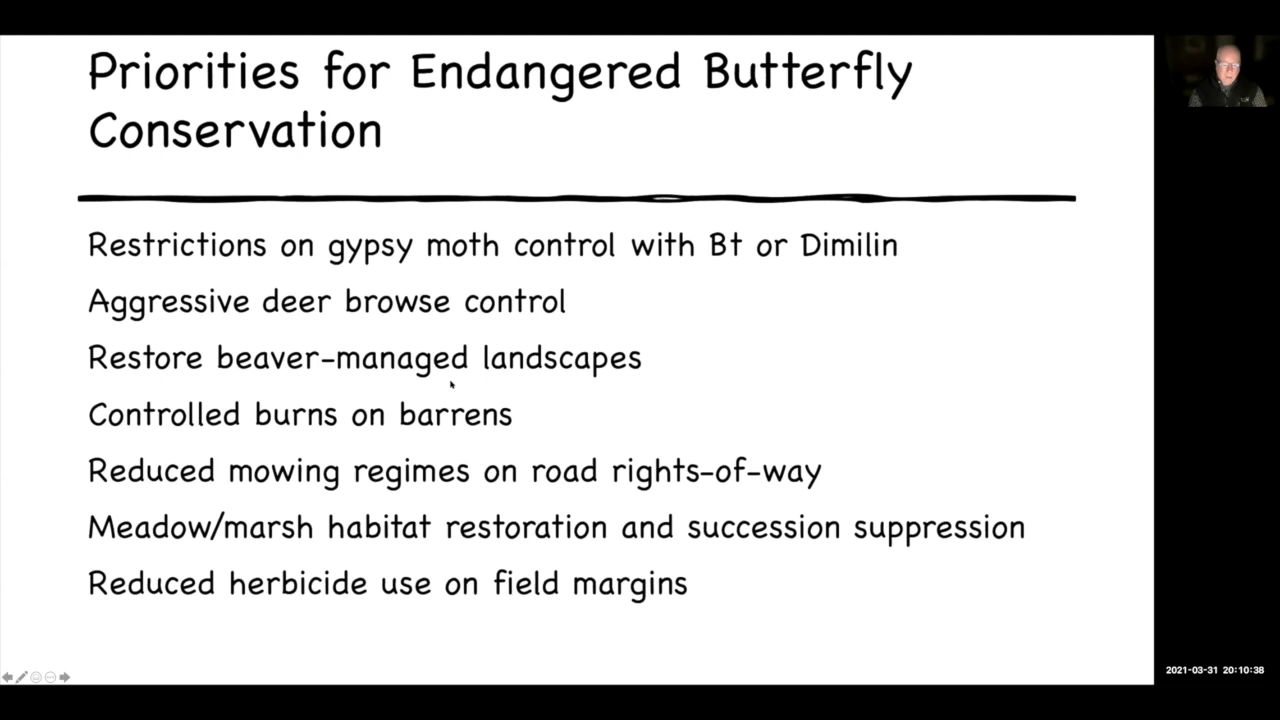 Priorities for Endangered Butterfly
Conservation
Restrictions on gypsy moth control with Bt or Dimilin
Aggressive deer browse control
Restore beaver-managed landscapes
Controlled burns on barrens
Reduced mowing regimes on road rights-of-way
Meadow/marsh habitat restoration and succession suppression
Reduced herbicide use on field margins
2021-03-31 20:10:38